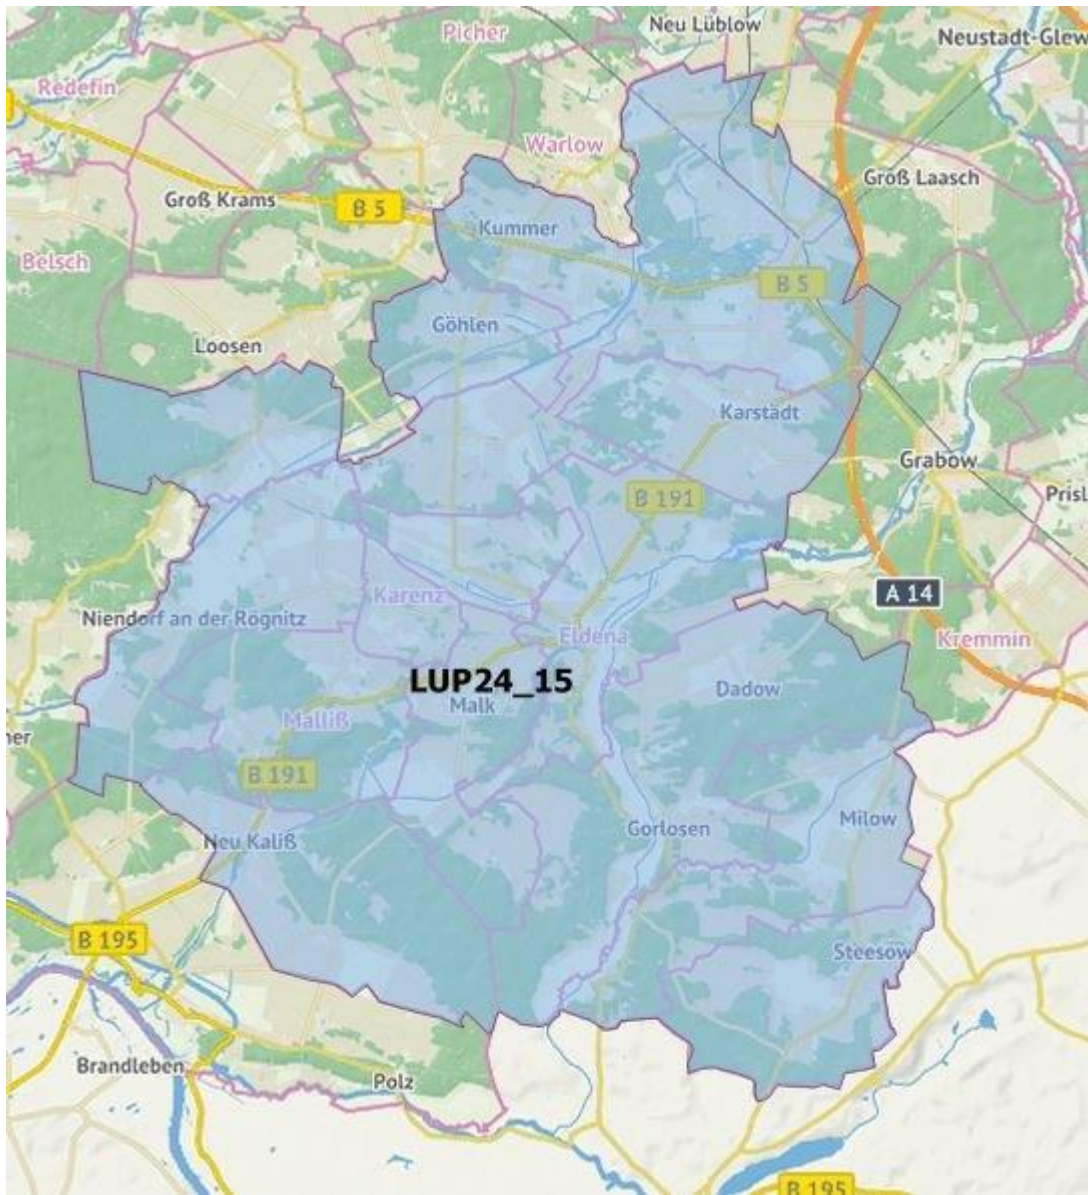 Picher
Neu Lüblow
Neustadt-Glew
Redefin
Warlow
Groß Laasch
Groß Krams
B 5
Kummer
Belsch
B 5
Göhlen
Loosen
Karstädt
Grabow
B 191
Prisl
Karenz
A 14
Niendorf an der Rögnitz
Eldena
Kremmin
LUP24_15
Dadow
Malk
Malliß
ner
B 191
Gorlosen
Milow
Neu Kaliß
B 195
Steesow
Brandleben
Polz
B 195